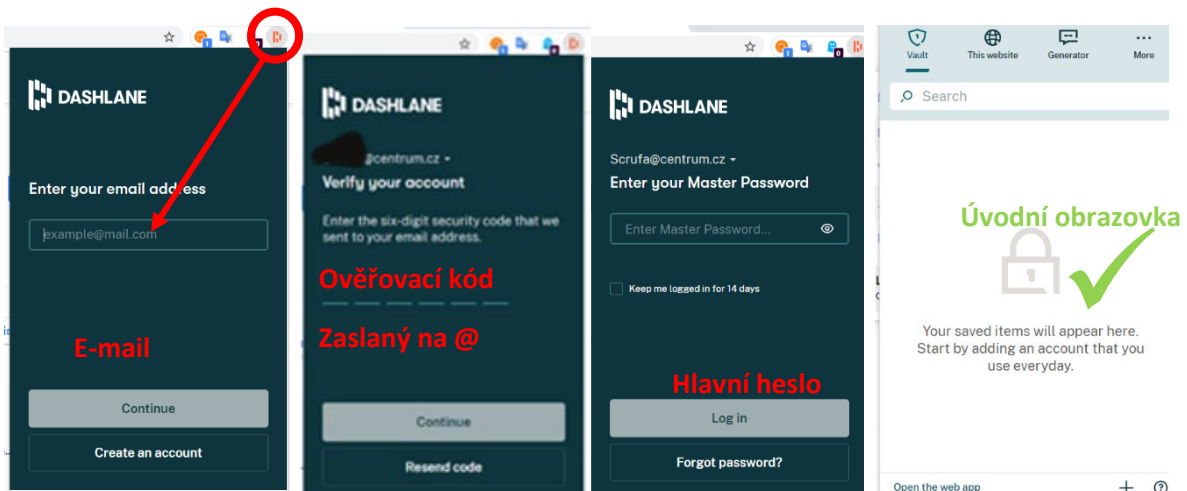 DASHLANE
Enter your email address
example@mail.com
E-mail
Continue
Create an account
DASHLANE
@centrum.cz
Verify your account
Enter the six-digit security code that we
sent to your email address.
Ověřovací kód
Zaslaný na @
Continue
Resend code
DASHLANE
Scrufa@centrum.cz
Enter your Master Password
Enter Master Password...
Keep me logged in for 14 days
Hlavní heslo
Log in
Forgot password?
Vault
This website
Generator
More
Search
Úvodní obrazovka
Your saved items will appear here.
Start by adding an account that you
use everyday.
Open the web app